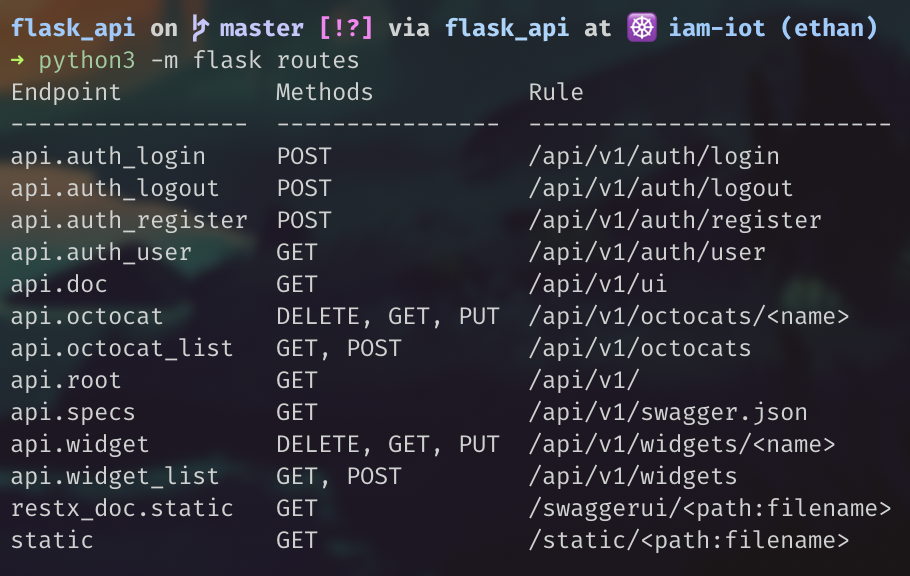 flask_api on master [!?] via flask_api at ☸ iam-iot (ethan)
→ python3 -m flask routes
Endpoint Methods Rule
----------------- ---------------- --------------------------
api.auth_login POST /api/v1/auth/login
api.auth_logout POST /api/v1/auth/logout
api.auth_register POST /api/v1/auth/register
api.auth_user GET /api/v1/auth/user
api.doc GET /api/v1/ui
api.octocat DELETE, GET, PUT /api/v1/octocats/<name>
api.octocat_list GET, POST /api/v1/octocats
api.root GET /api/v1/
api.specs GET /api/v1/swagger.json
api.widget DELETE, GET, PUT /api/v1/widgets/<name>
api.widget_list GET, POST /api/v1/widgets
restx_doc.static GET /swaggerui/<path:filename>
static GET /static/<path:filename>